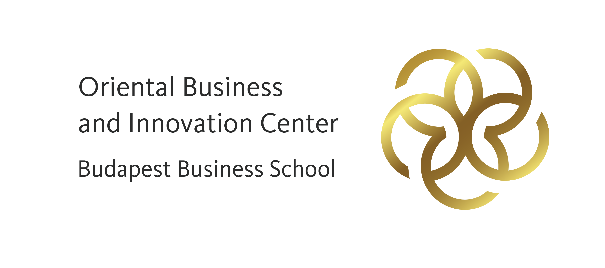 Oriental Business
and Innovation Center
Budapest Business School